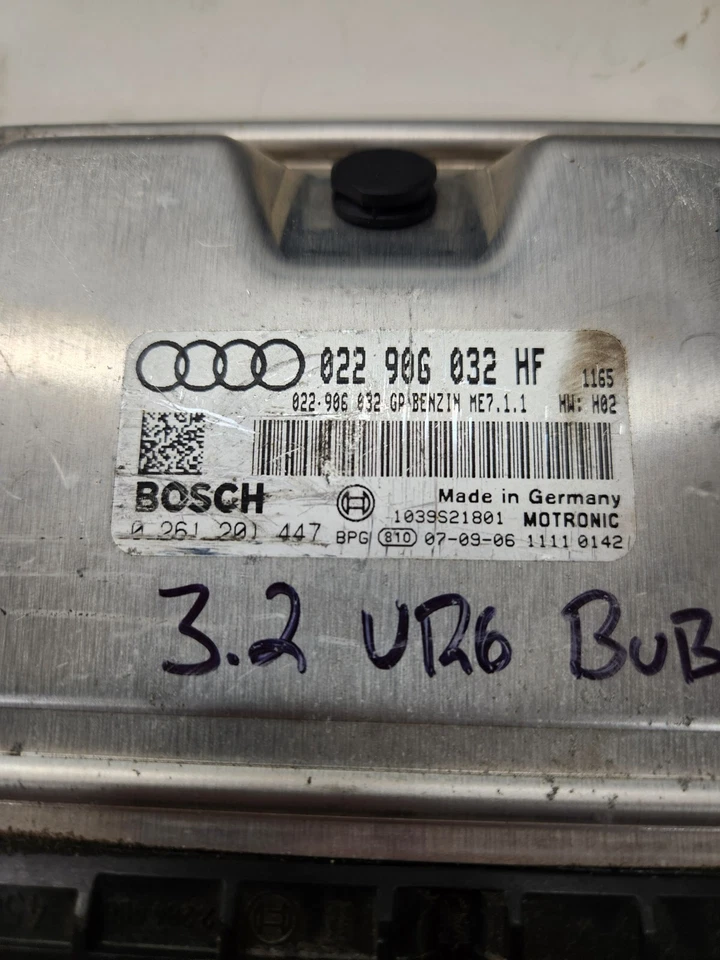 022 906 032 HF 1165
022·906 032 GP BENZIN ME7.1.1 HW: H02
BOSCH Made in Germany
1039S21801 MOTRONIC
0 261 201 447 BPG 810 07-09-06 1111 0142
3.2 VR6 BUB